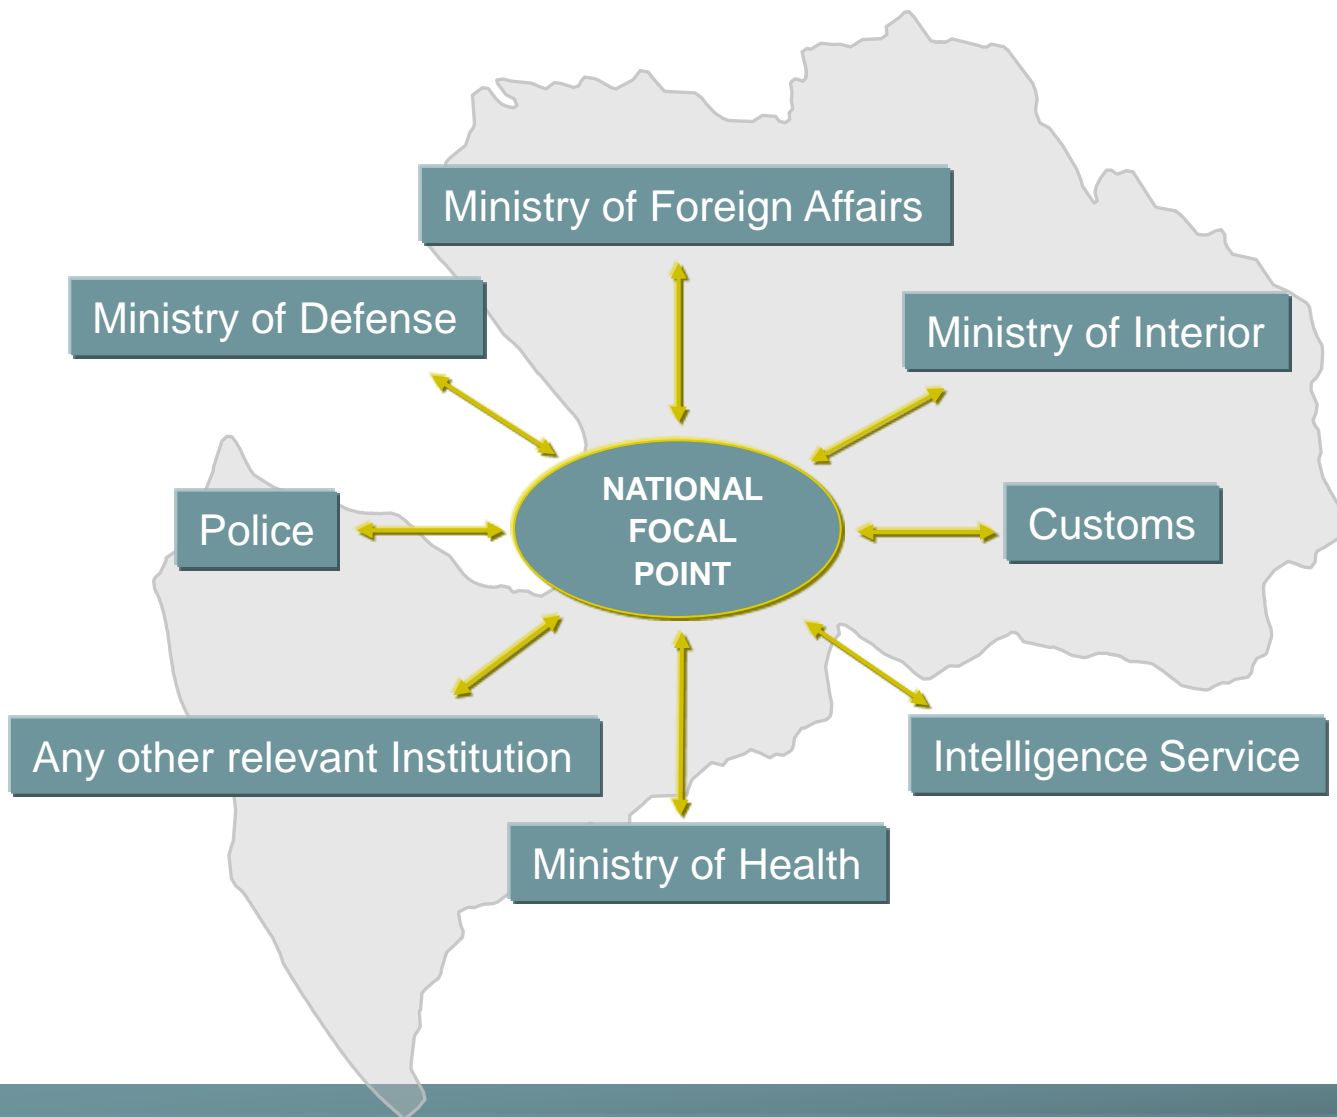 Ministry of Foreign Affairs
Ministry of Defense
Ministry of Interior
NATIONAL
FOCAL
POINT
Police
Customs
Any other relevant Institution
Intelligence Service
Ministry of Health